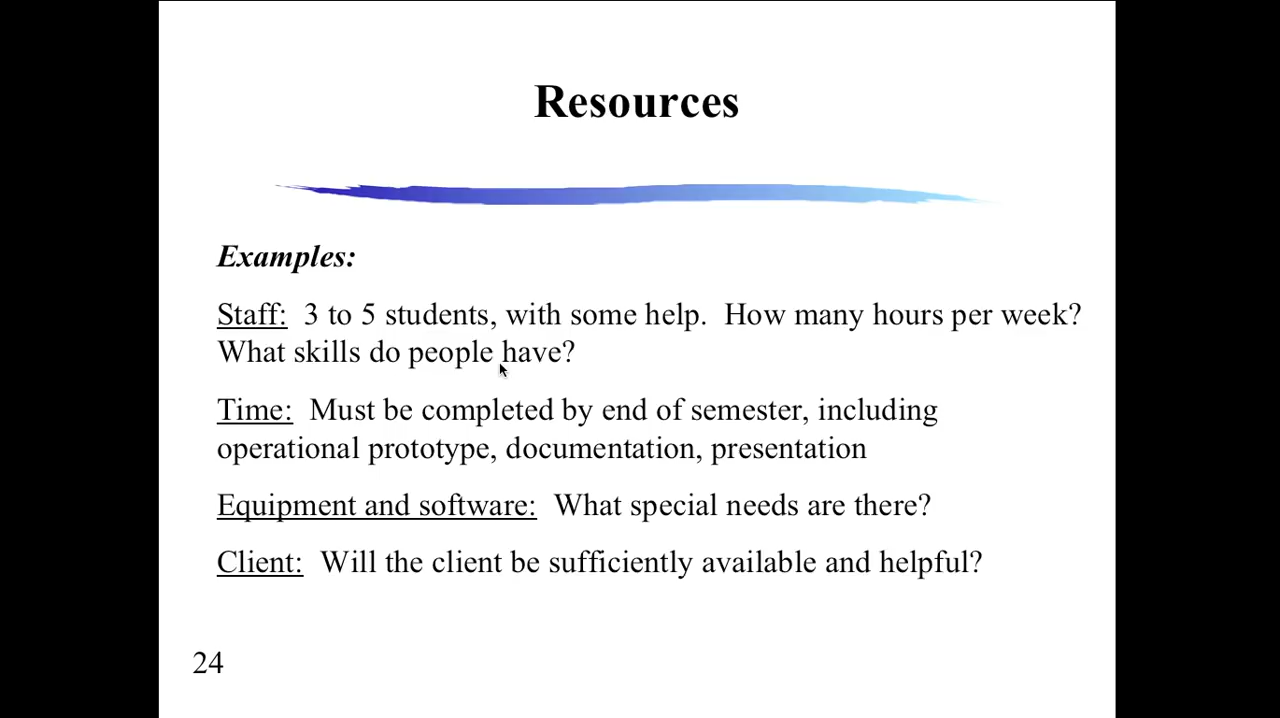 Resources
Examples:
Staff: 3 to 5 students, with some help. How many hours per week?
What skills do people have?
Time: Must be completed by end of semester, including
operational prototype, documentation, presentation
Equipment and software: What special needs are there?
Client: Will the client be sufficiently available and helpful?
24